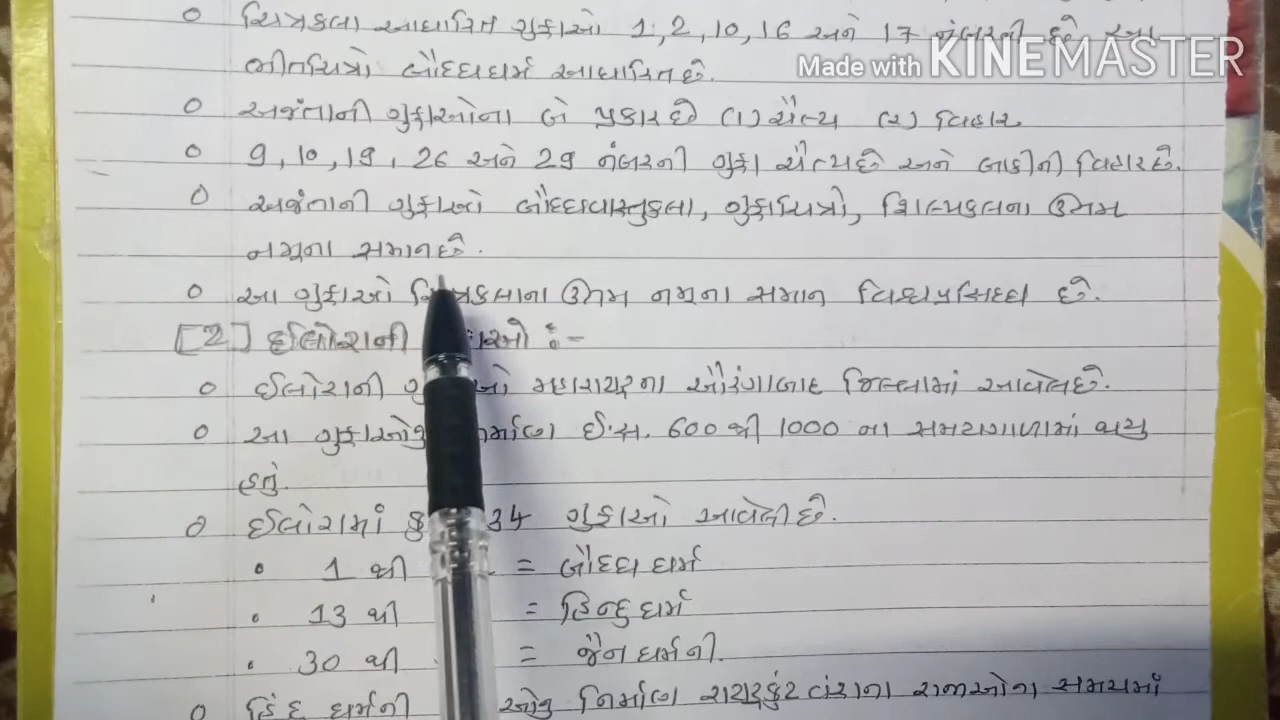 ચિત્રકલા આધારિત ગુફાઓ 1, 2, 10, 16 અને 17 નંબરની છે. આ
Made with KINEMASTER
ભીતચિત્રો બૌદ્ધધર્મ આધારિત છે.
અજંતાની ગુફાઓના બે પ્રકાર છે (૧) ચૈત્ય (૨) વિહાર
9, 10, 19, 26 અને 29 નંબરની ગુફા ચૈત્ય છે અને બાકીની વિહાર છે.
અજંતાની ગુફાઓ બૌદ્ધવાસ્તુકલા, ગુફાચિત્રો, શિલ્પકલના ઉત્તમ
નમૂના સમાન છે.
આ ગુફાઓ ચિત્રકલાના ઉત્તમ નમૂના સમાન વિશ્વપ્રસિદ્ધ છે.
[2] ઈલોરાની :-
ઈલોરાની મહારાષ્ટ્રના ઔરંગાબાદ જિલ્લામાં આવેલ છે.
આ ગુફાઓનુ ઈ.સ. 600 થી 1000 ના સમયગાળામાં થયુ
હતું.
ઈલોરામાં 34 ગુફાઓ આવેલી છે.
1 થી = બૌદ્ધ ધર્મ
13 થી = હિન્દુ ધર્મ
30 થી = જૈન ધર્મની.
હિંદુ ધર્મની નિર્માણ રાષ્ટ્રકુટ વંશના રાજાઓના સમયમાં